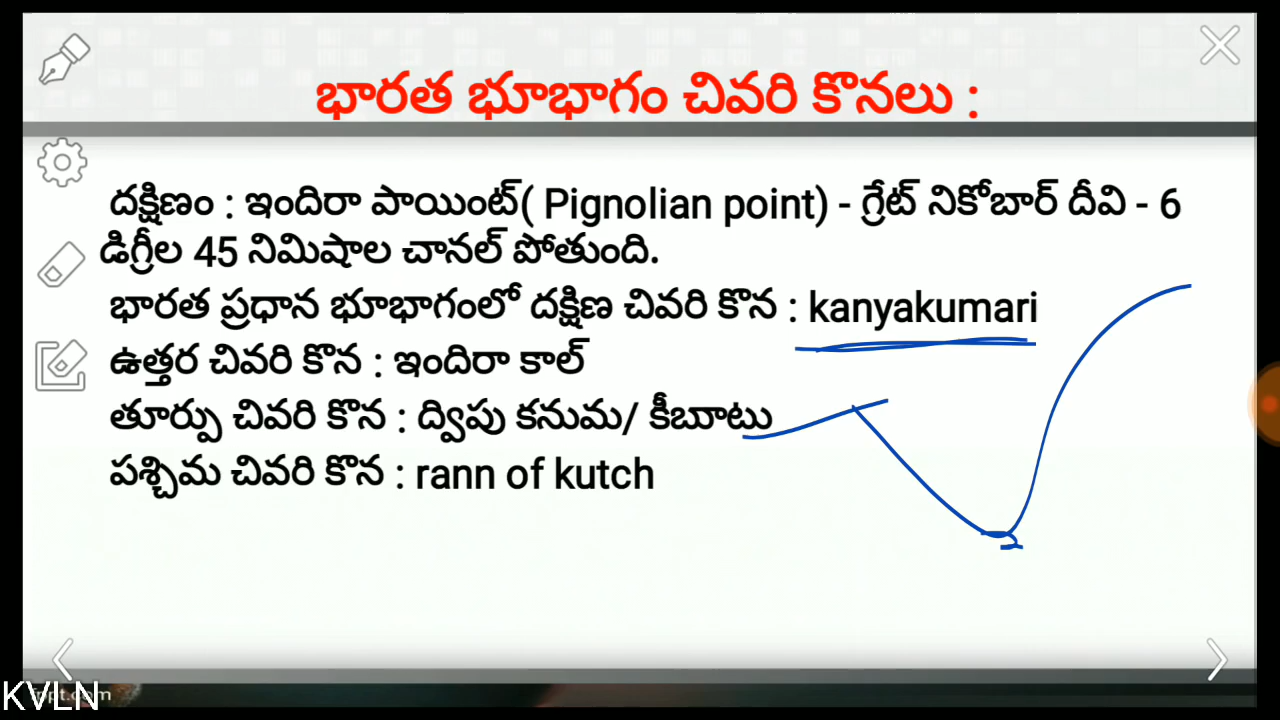 భారత భూభాగం చివరి కొనలు :
దక్షిణం : ఇందిరా పాయింట్( Pignolian point) - గ్రేట్ నికోబార్ దీవి - 6
డిగ్రీల 45 నిమిషాల చానల్ పోతుంది.
భారత ప్రధాన భూభాగంలో దక్షిణ చివరి కొన : kanyakumari
ఉత్తర చివరి కొన : ఇందిరా కాల్
తూర్పు చివరి కొన : ద్విపు కనుమ/ కీబూటు
పశ్చిమ చివరి కొన : rann of kutch
KVLN